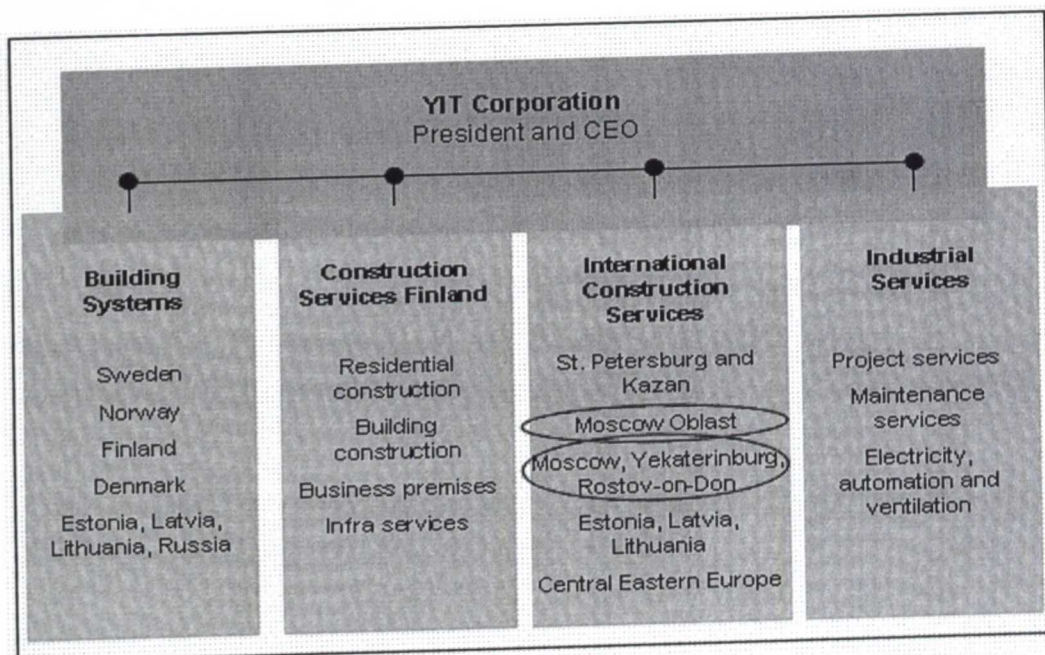 YIT Corporation
President and CEO
Building
Systems
Sweden
Norway
Finland
Denmark
Estonia, Latvia,
Lithuania, Russia
Construction
Services Finland
Residential
construction
Building
construction
Business premises
Infra services
International
Construction
Services
St. Petersburg and
Kazan
Moscow Oblast
Moscow, Yekaterinburg,
Rostov-on-Don
Estonia, Latvia,
Lithuania
Central Eastern Europe
Industrial
Services
Project services
Maintenance
services
Electricity,
automation and
ventilation